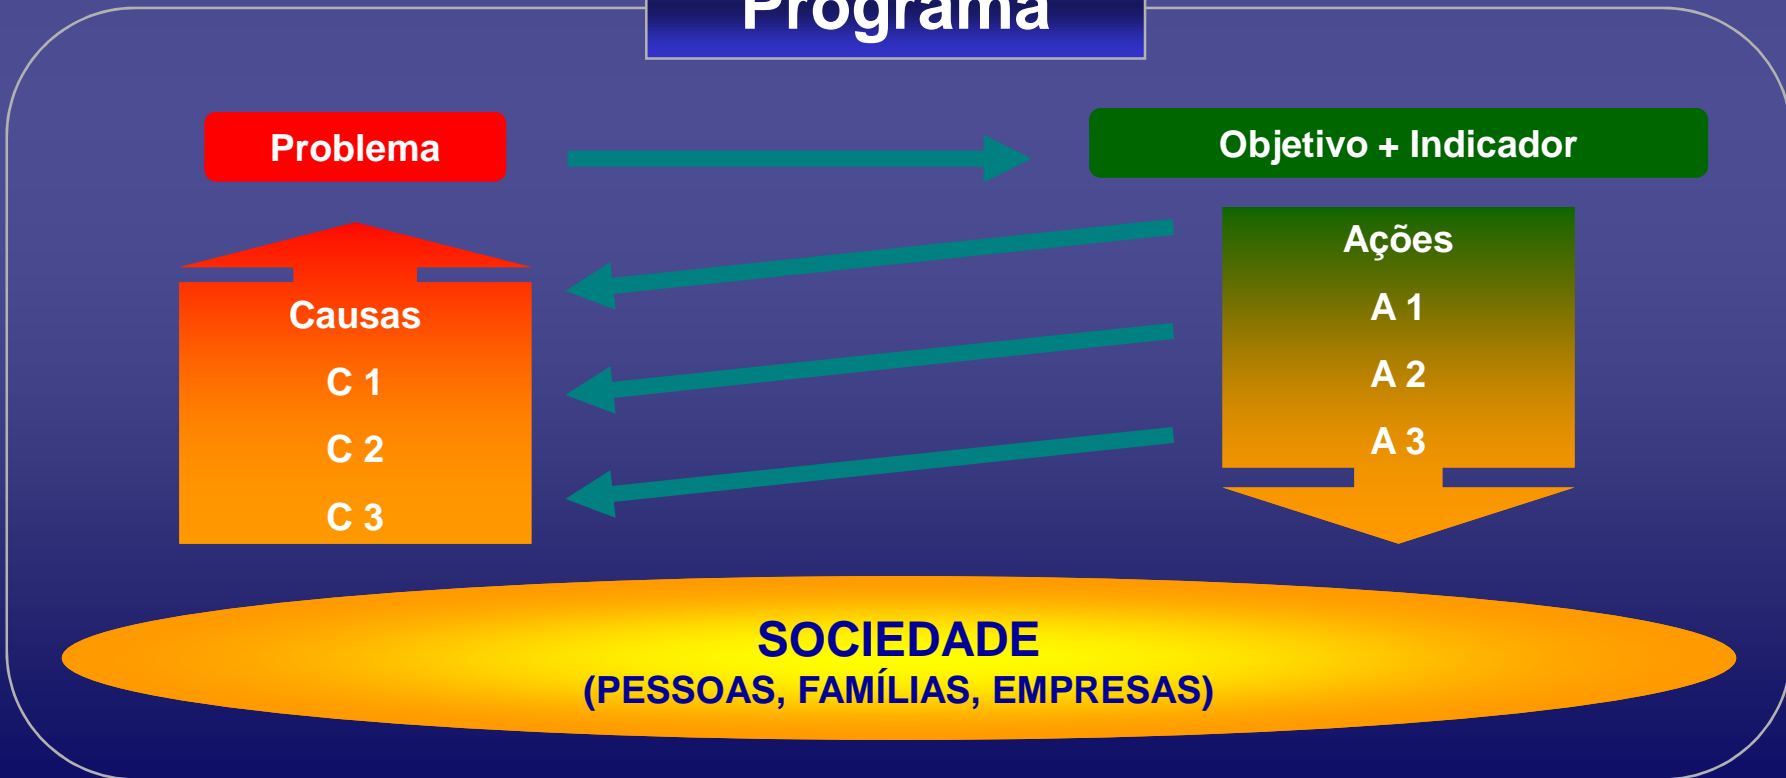 Programa
Problema
Objetivo + Indicador
Causas
C 1
C 2
C 3
Ações
A 1
A 2
A 3
SOCIEDADE
(PESSOAS, FAMÍLIAS, EMPRESAS)